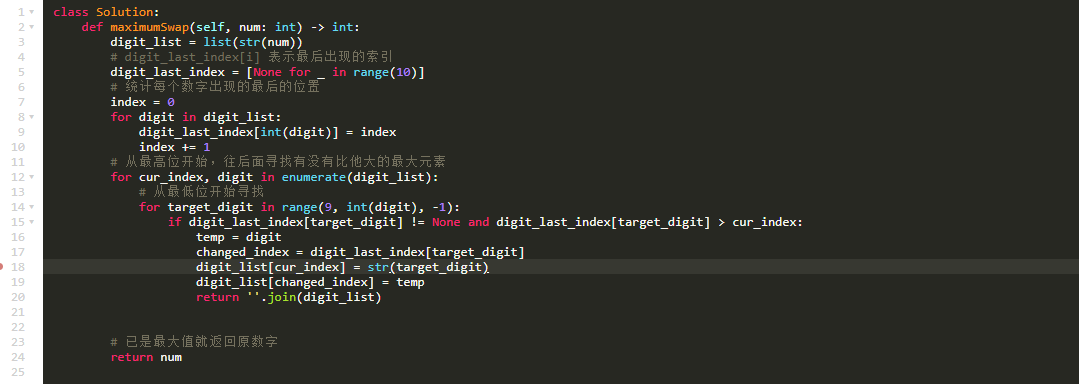 1 class Solution:
2     def maximumSwap(self, num: int) -> int:
3         digit_list = list(str(num))
4         # digit_last_index[i] 表示最后出现的索引
5         digit_last_index = [None for _ in range(10)]
6         # 统计每个数字出现的最后的位置
7         index = 0
8         for digit in digit_list:
9             digit_last_index[int(digit)] = index
10             index += 1
11         # 从最高位开始，往后面寻找有没有比他大的最大元素
12         for cur_index, digit in enumerate(digit_list):
13             # 从最低位开始寻找
14             for target_digit in range(9, int(digit), -1):
15                 if digit_last_index[target_digit] != None and digit_last_index[target_digit] > cur_index:
16                     temp = digit
17                     changed_index = digit_last_index[target_digit]
18                     digit_list[cur_index] = str(target_digit)
19                     digit_list[changed_index] = temp
20                     return ''.join(digit_list)
21
22
23         # 已是最大值就返回原数字
24         return num
25